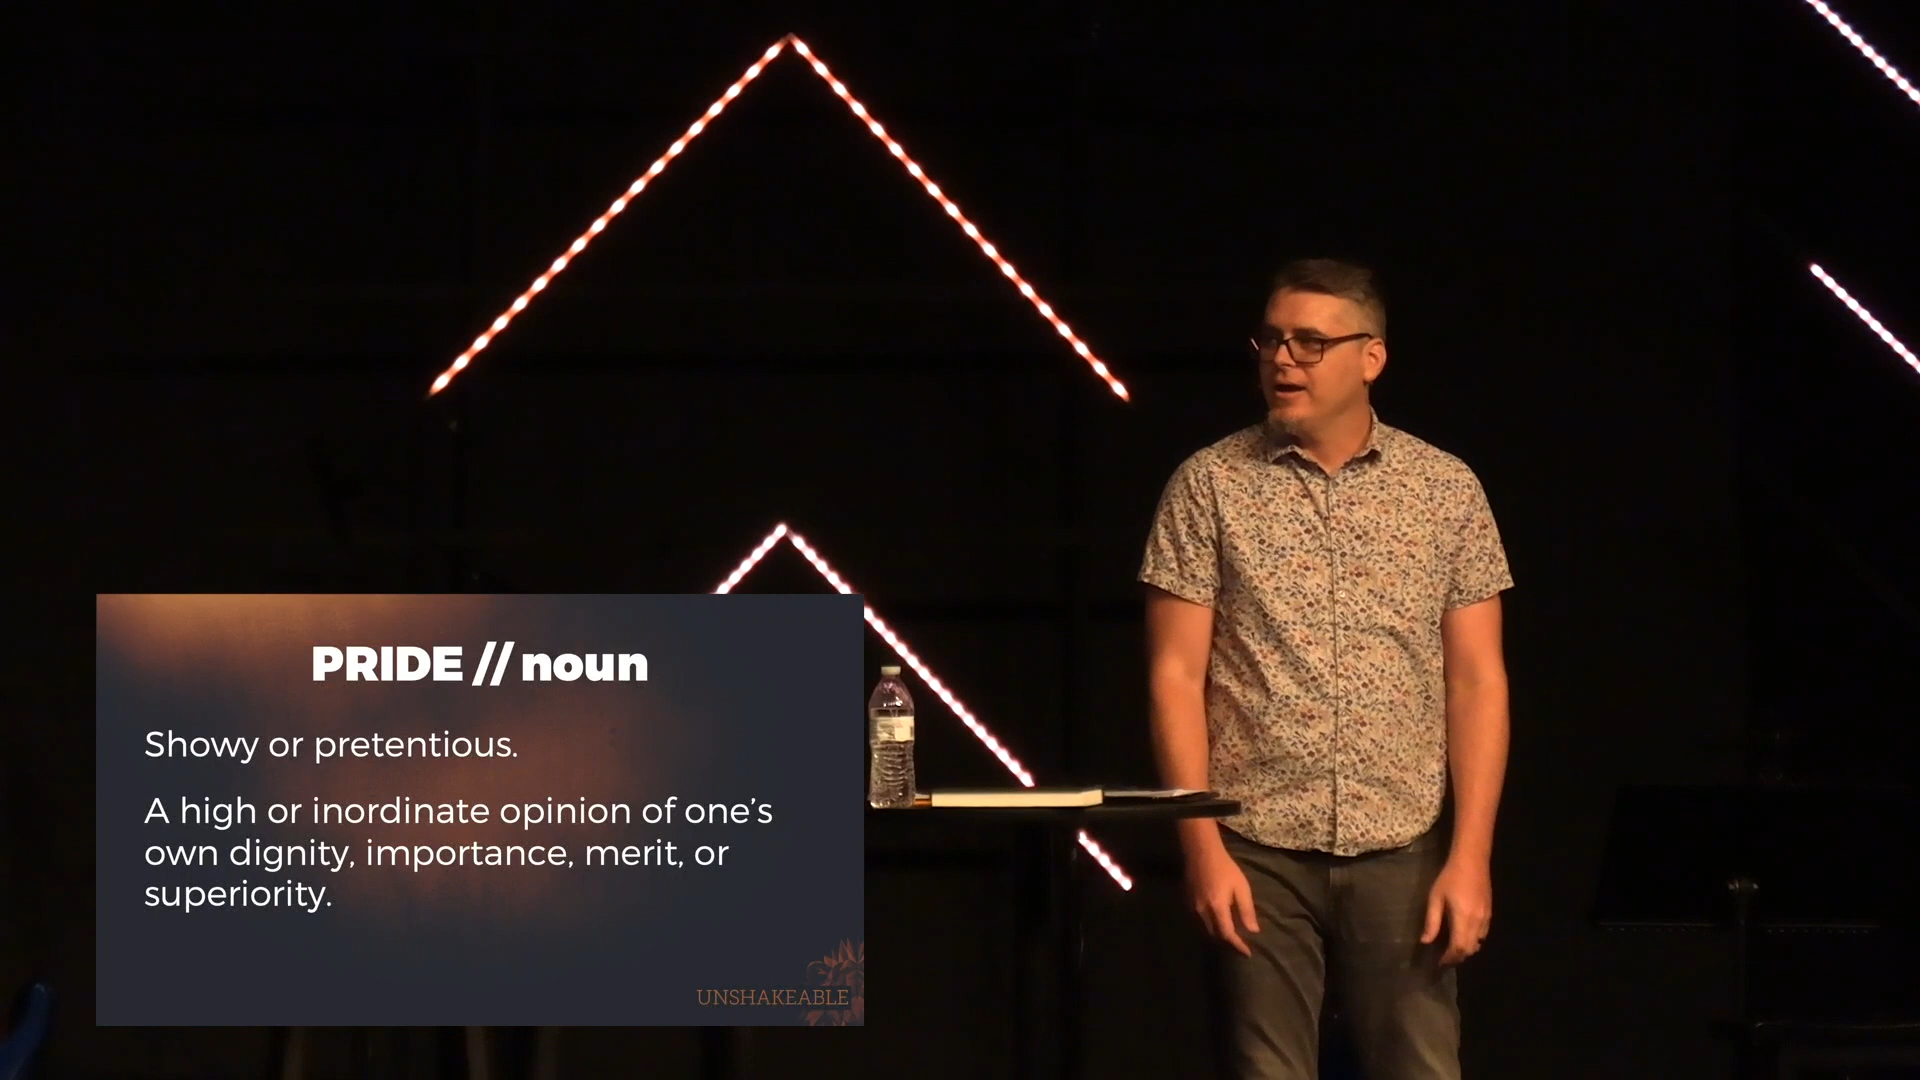 PRIDE // noun
Showy or pretentious.
A high or inordinate opinion of one’s
own dignity, importance, merit, or
superiority.
UNSHAKEABLE